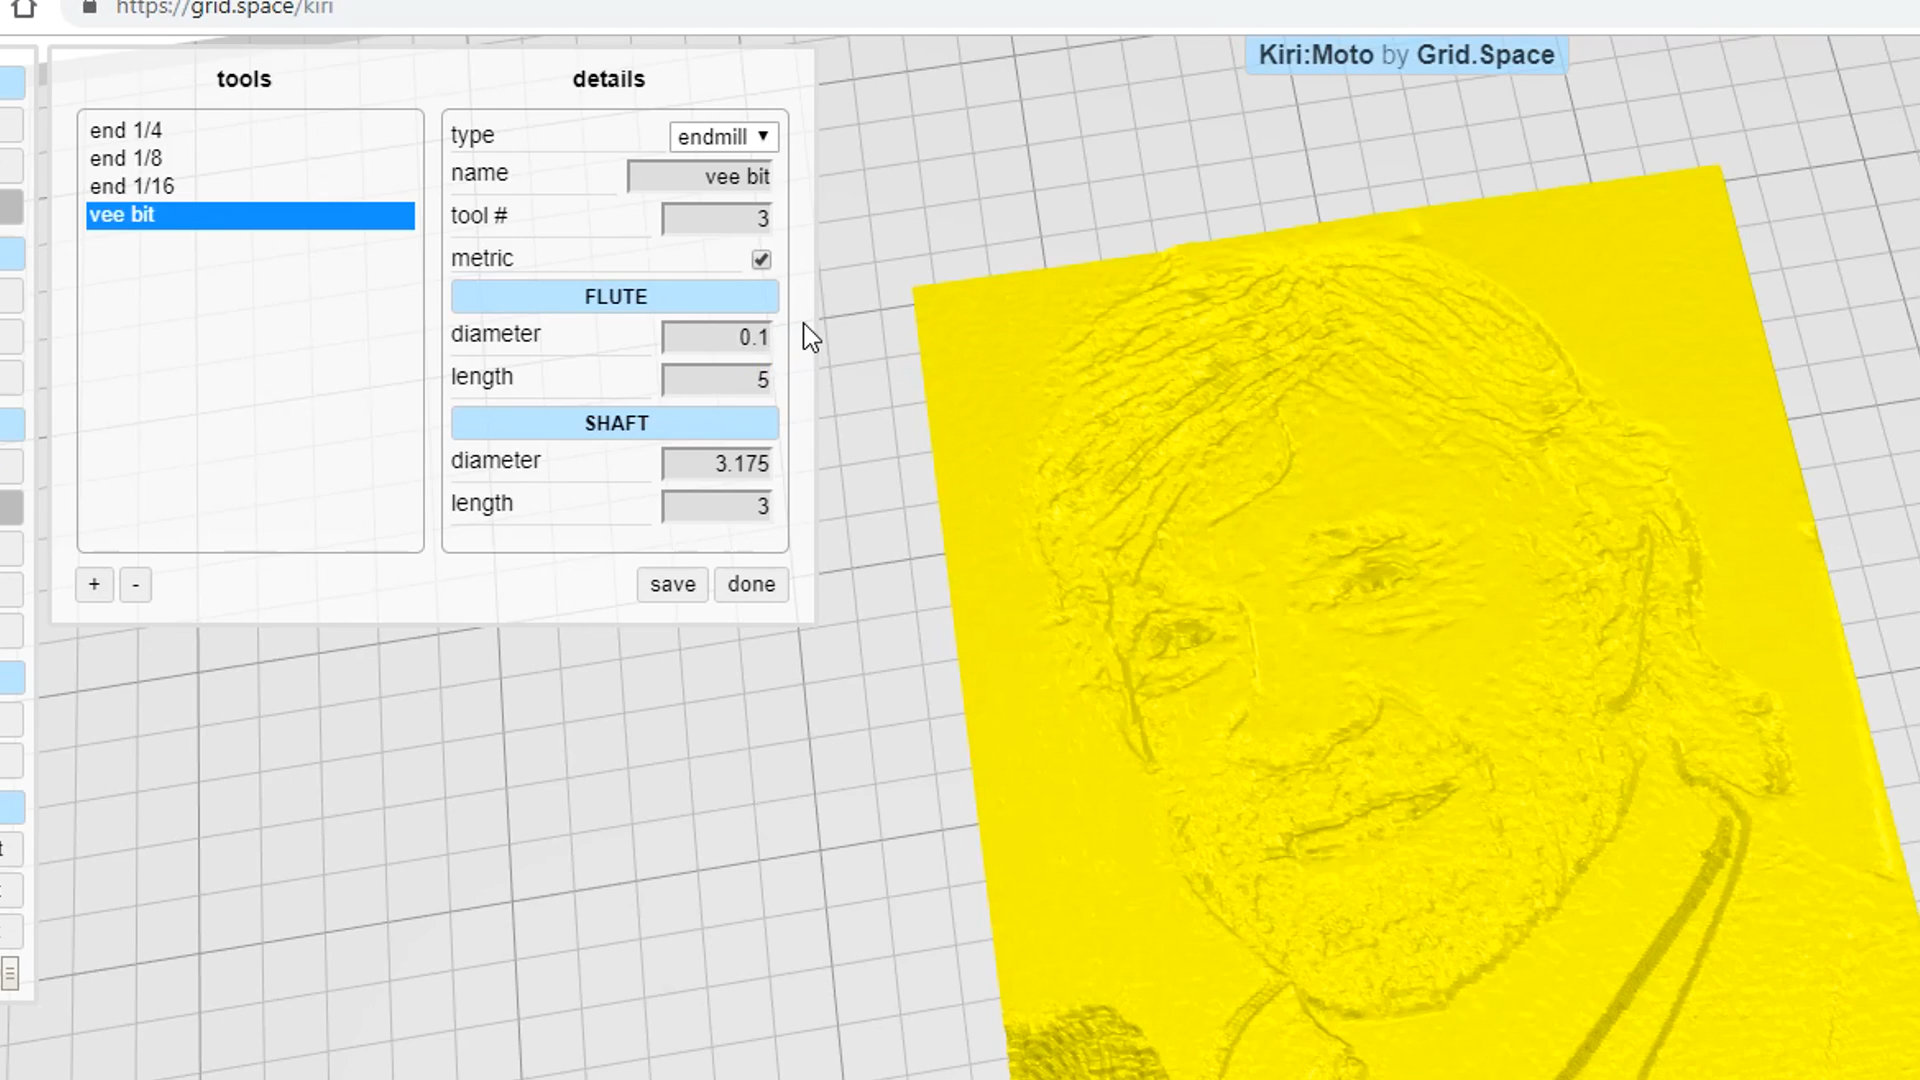 https://grid.space/kiri
Kiri:Moto by Grid.Space
tools
end 1/4
end 1/8
end 1/16
vee bit
+
-
details
type
endmill
name
vee bit
tool #
3
metric
FLUTE
diameter
0.1
length
5
SHAFT
diameter
3.175
length
3
save
done
t